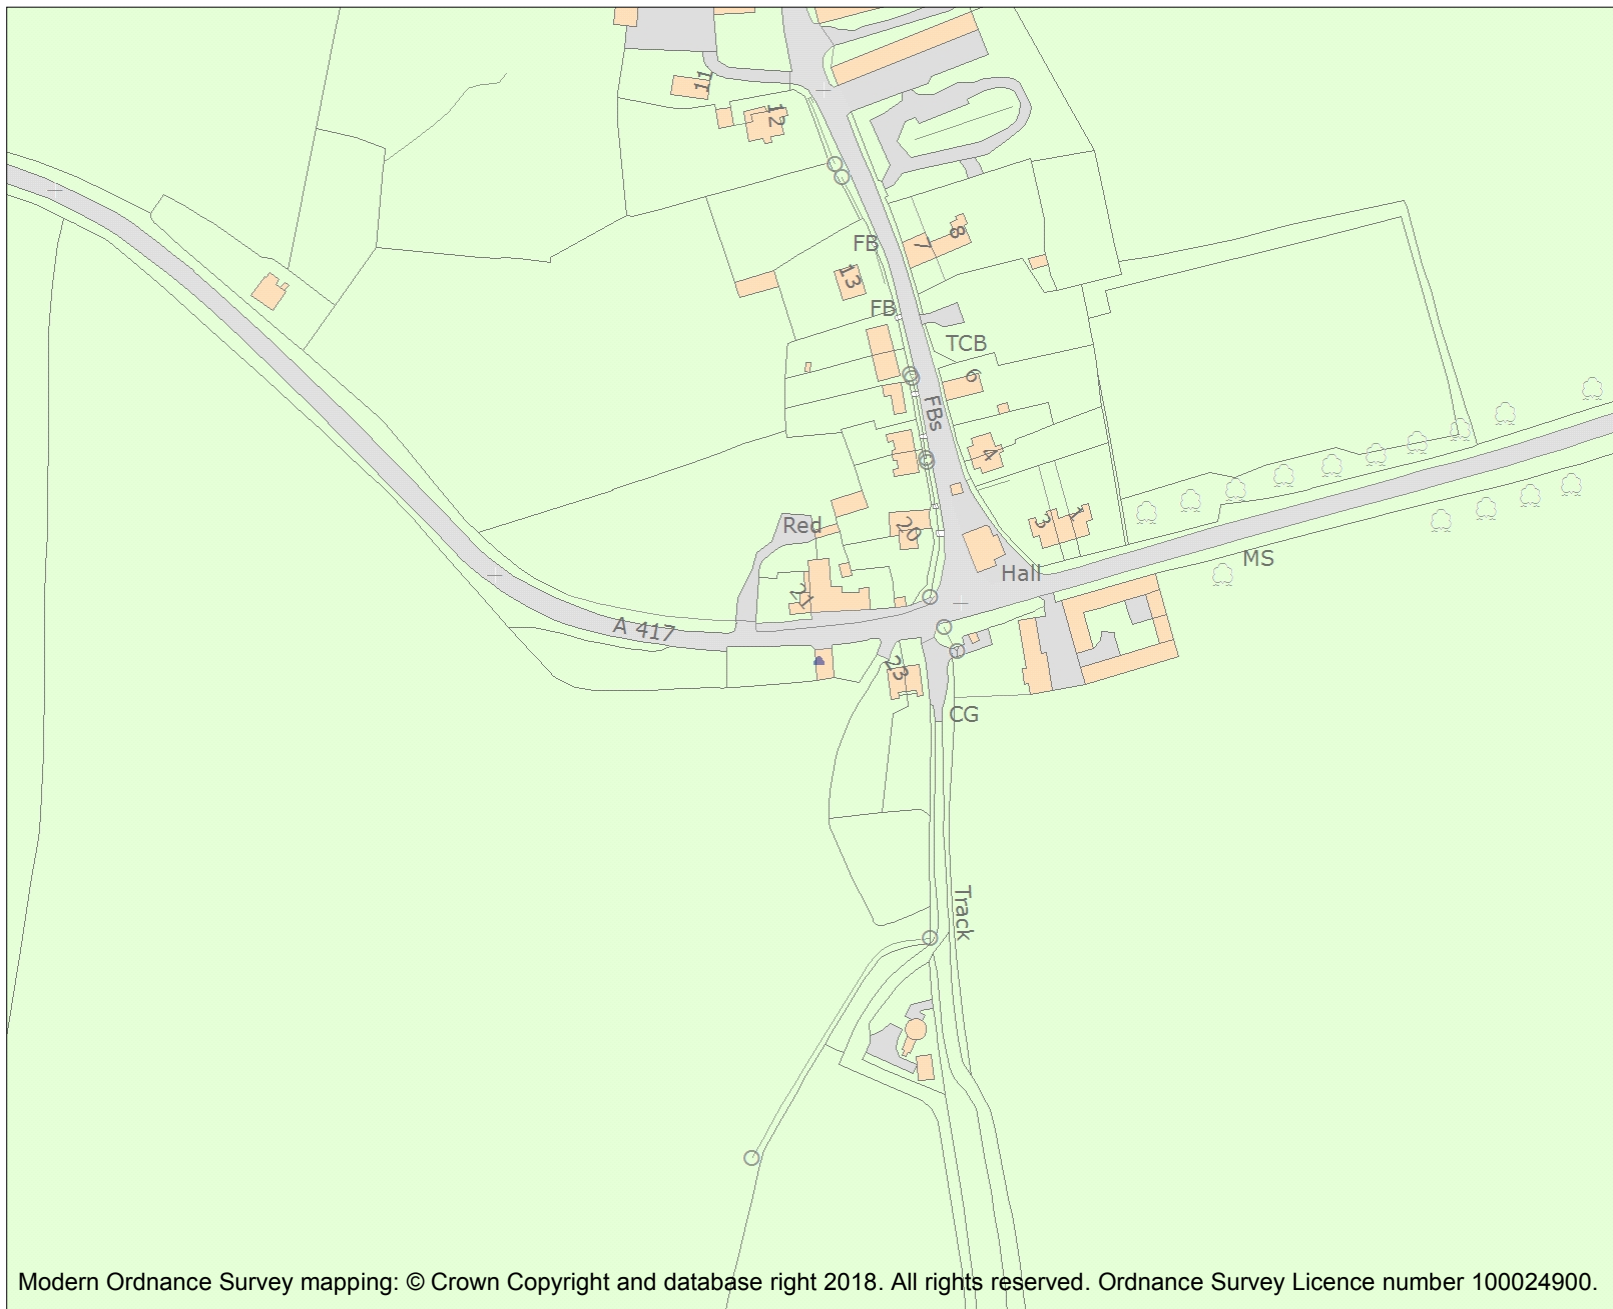 11
12
8
7
FB
13
FB
TCB
6
FBs
4
Red
20
3
1
MS
Hall
21
A 417
23
CG
Track
Modern Ordnance Survey mapping: © Crown Copyright and database right 2018. All rights reserved. Ordnance Survey Licence number 100024900.